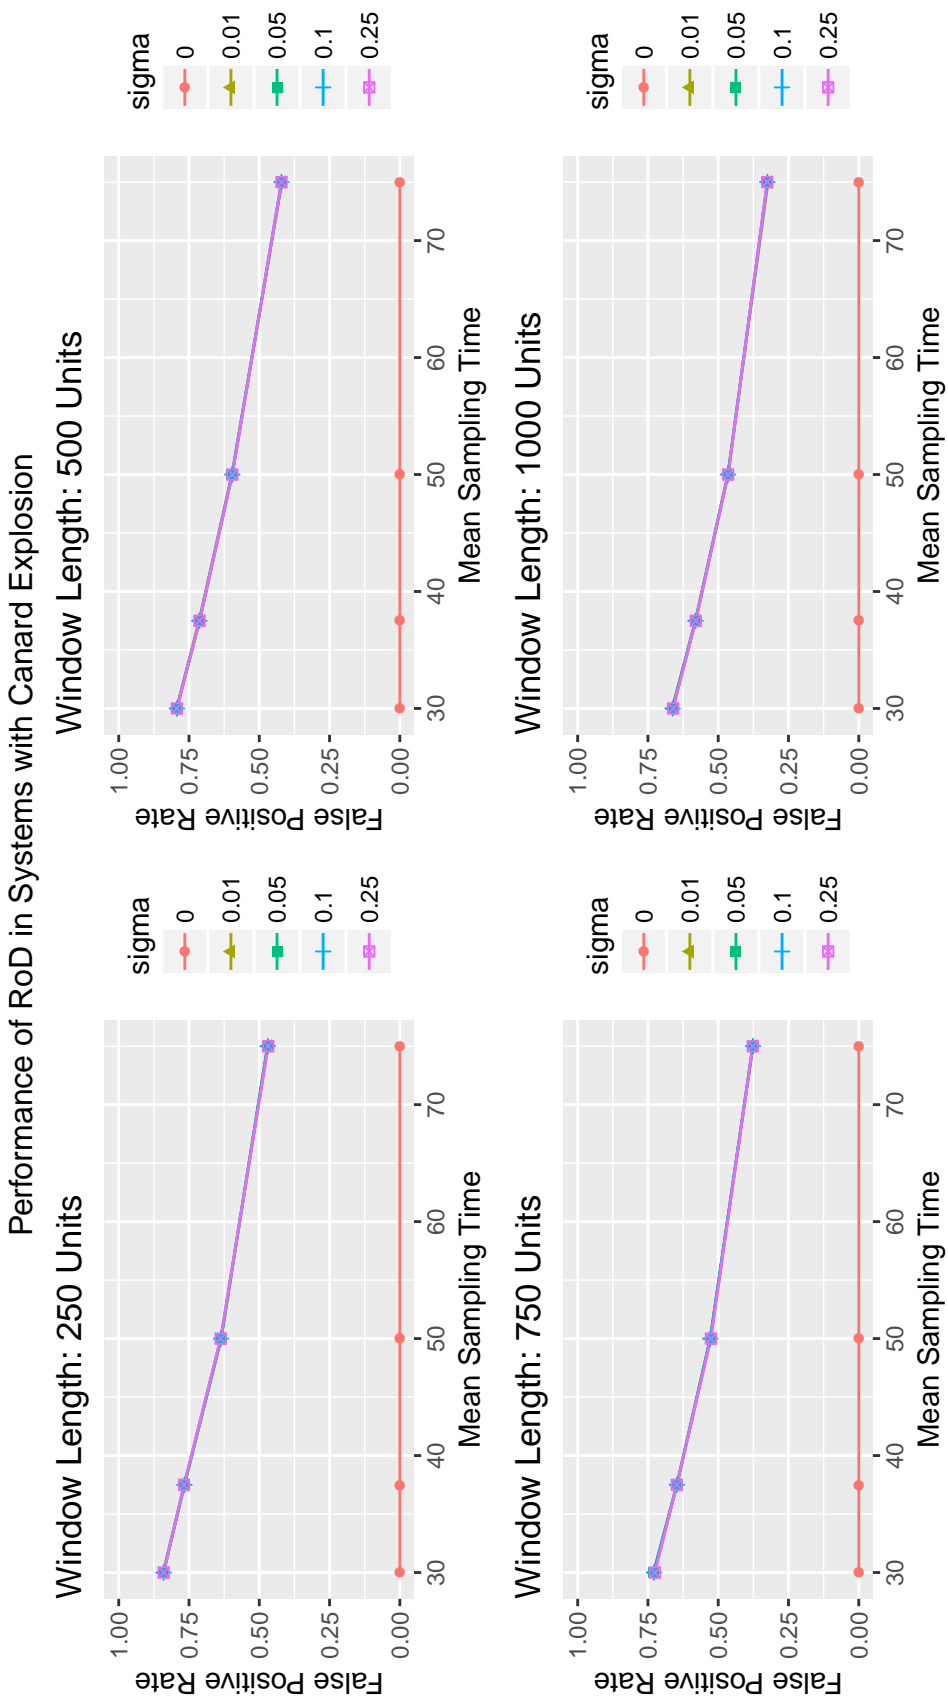 Performance of RoD in Systems with Canard Explosion
Window Length: 250 Units
False Positive Rate
1.00
0.75
0.50
0.25
0.00
30 40 50 60 70
Mean Sampling Time
sigma
0
0.01
0.05
0.1
0.25
Window Length: 500 Units
False Positive Rate
1.00
0.75
0.50
0.25
0.00
30 40 50 60 70
Mean Sampling Time
sigma
0
0.01
0.05
0.1
0.25
Window Length: 750 Units
False Positive Rate
1.00
0.75
0.50
0.25
0.00
30 40 50 60 70
Mean Sampling Time
sigma
0
0.01
0.05
0.1
0.25
Window Length: 1000 Units
False Positive Rate
1.00
0.75
0.50
0.25
0.00
30 40 50 60 70
Mean Sampling Time
sigma
0
0.01
0.05
0.1
0.25